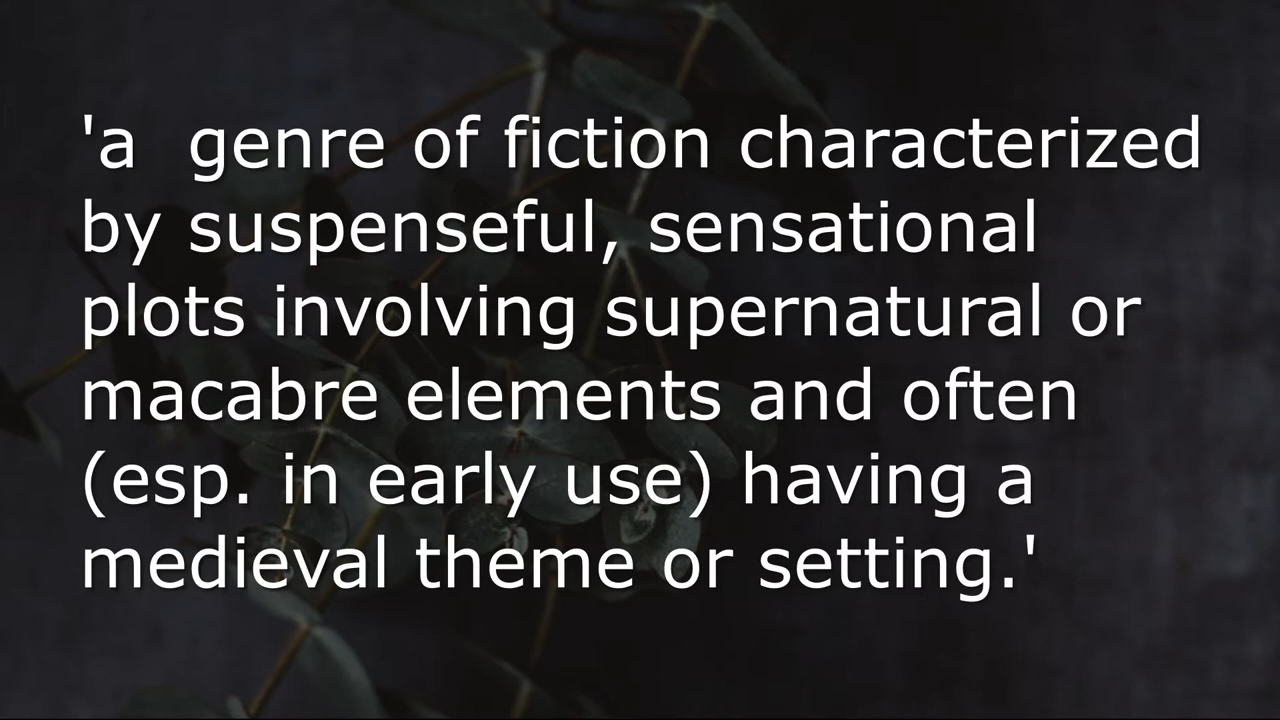 'a  genre of fiction characterized
by suspenseful, sensational
plots involving supernatural or
macabre elements and often
(esp. in early use) having a
medieval theme or setting.'